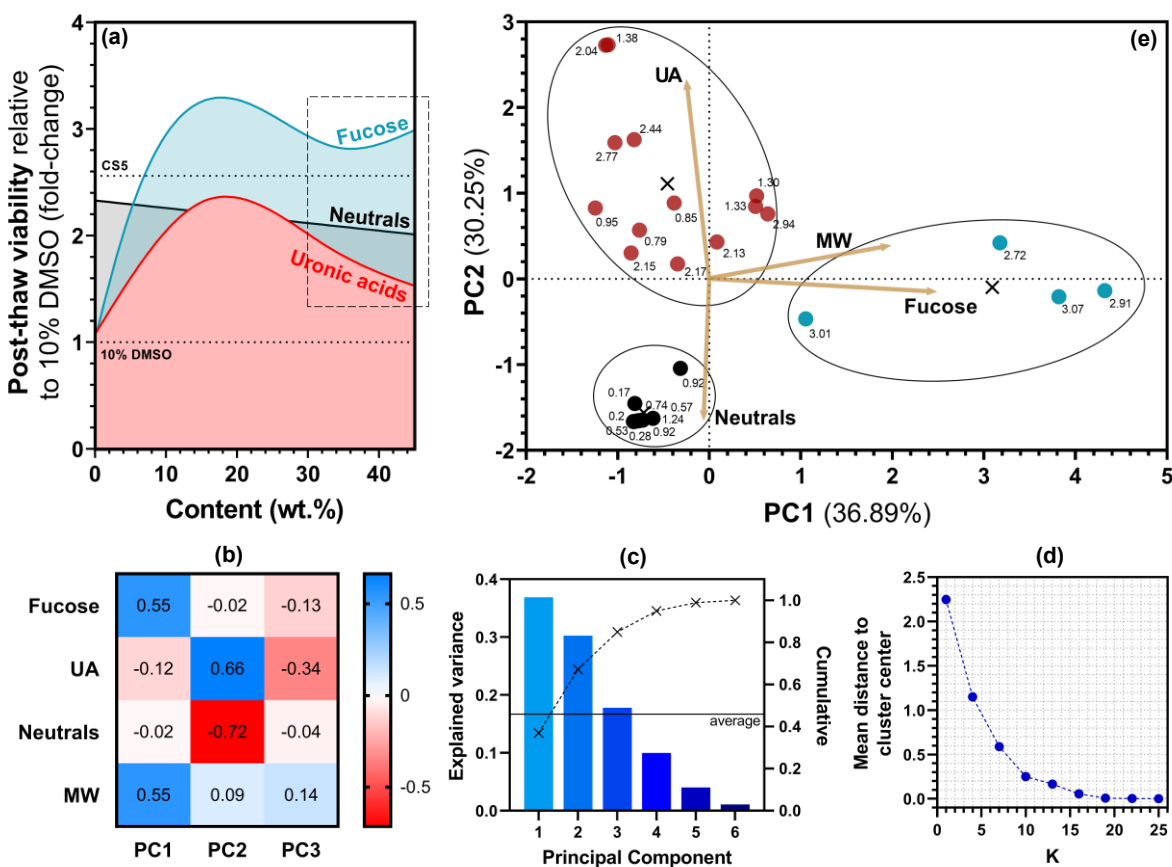 (a)
Post-thaw viability relative
to 10% DMSO (fold-change)
4
3
2
1
0
CS5
Fucose
Neutrals
Uronic acids
10% DMSO
0 10 20 30 40
Content (wt.%)
(e)
PC2 (30.25%)
3
2
1
0
-1
-2
2.04 1.38
UA
2.44
2.77
1.30
0.95
0.85
1.33
2.94
0.79
MW
2.13
2.15
2.17
2.72
Fucose
3.07
2.91
3.01
0.92
0.17
0.74 0.57
0.2
1.24
0.53
0.28
0.92
Neutrals
-2 -1 0 1 2 3 4 5
PC1 (36.89%)
(b)
Fucose 0.55 -0.02 -0.13
UA -0.12 0.66 -0.34
Neutrals -0.02 -0.72 -0.04
MW 0.55 0.09 0.14
PC1 PC2 PC3
0.5
0
-0.5
(c)
Explained variance
0.4
0.3
0.2
0.1
0.0
average
1.0
0.8
0.6
0.4
0.2
0.0
Cumulative
1 2 3 4 5 6
Principal Component
(d)
Mean distance to
cluster center
2.5
2.0
1.5
1.0
0.5
0.0
0 5 10 15 20 25
K